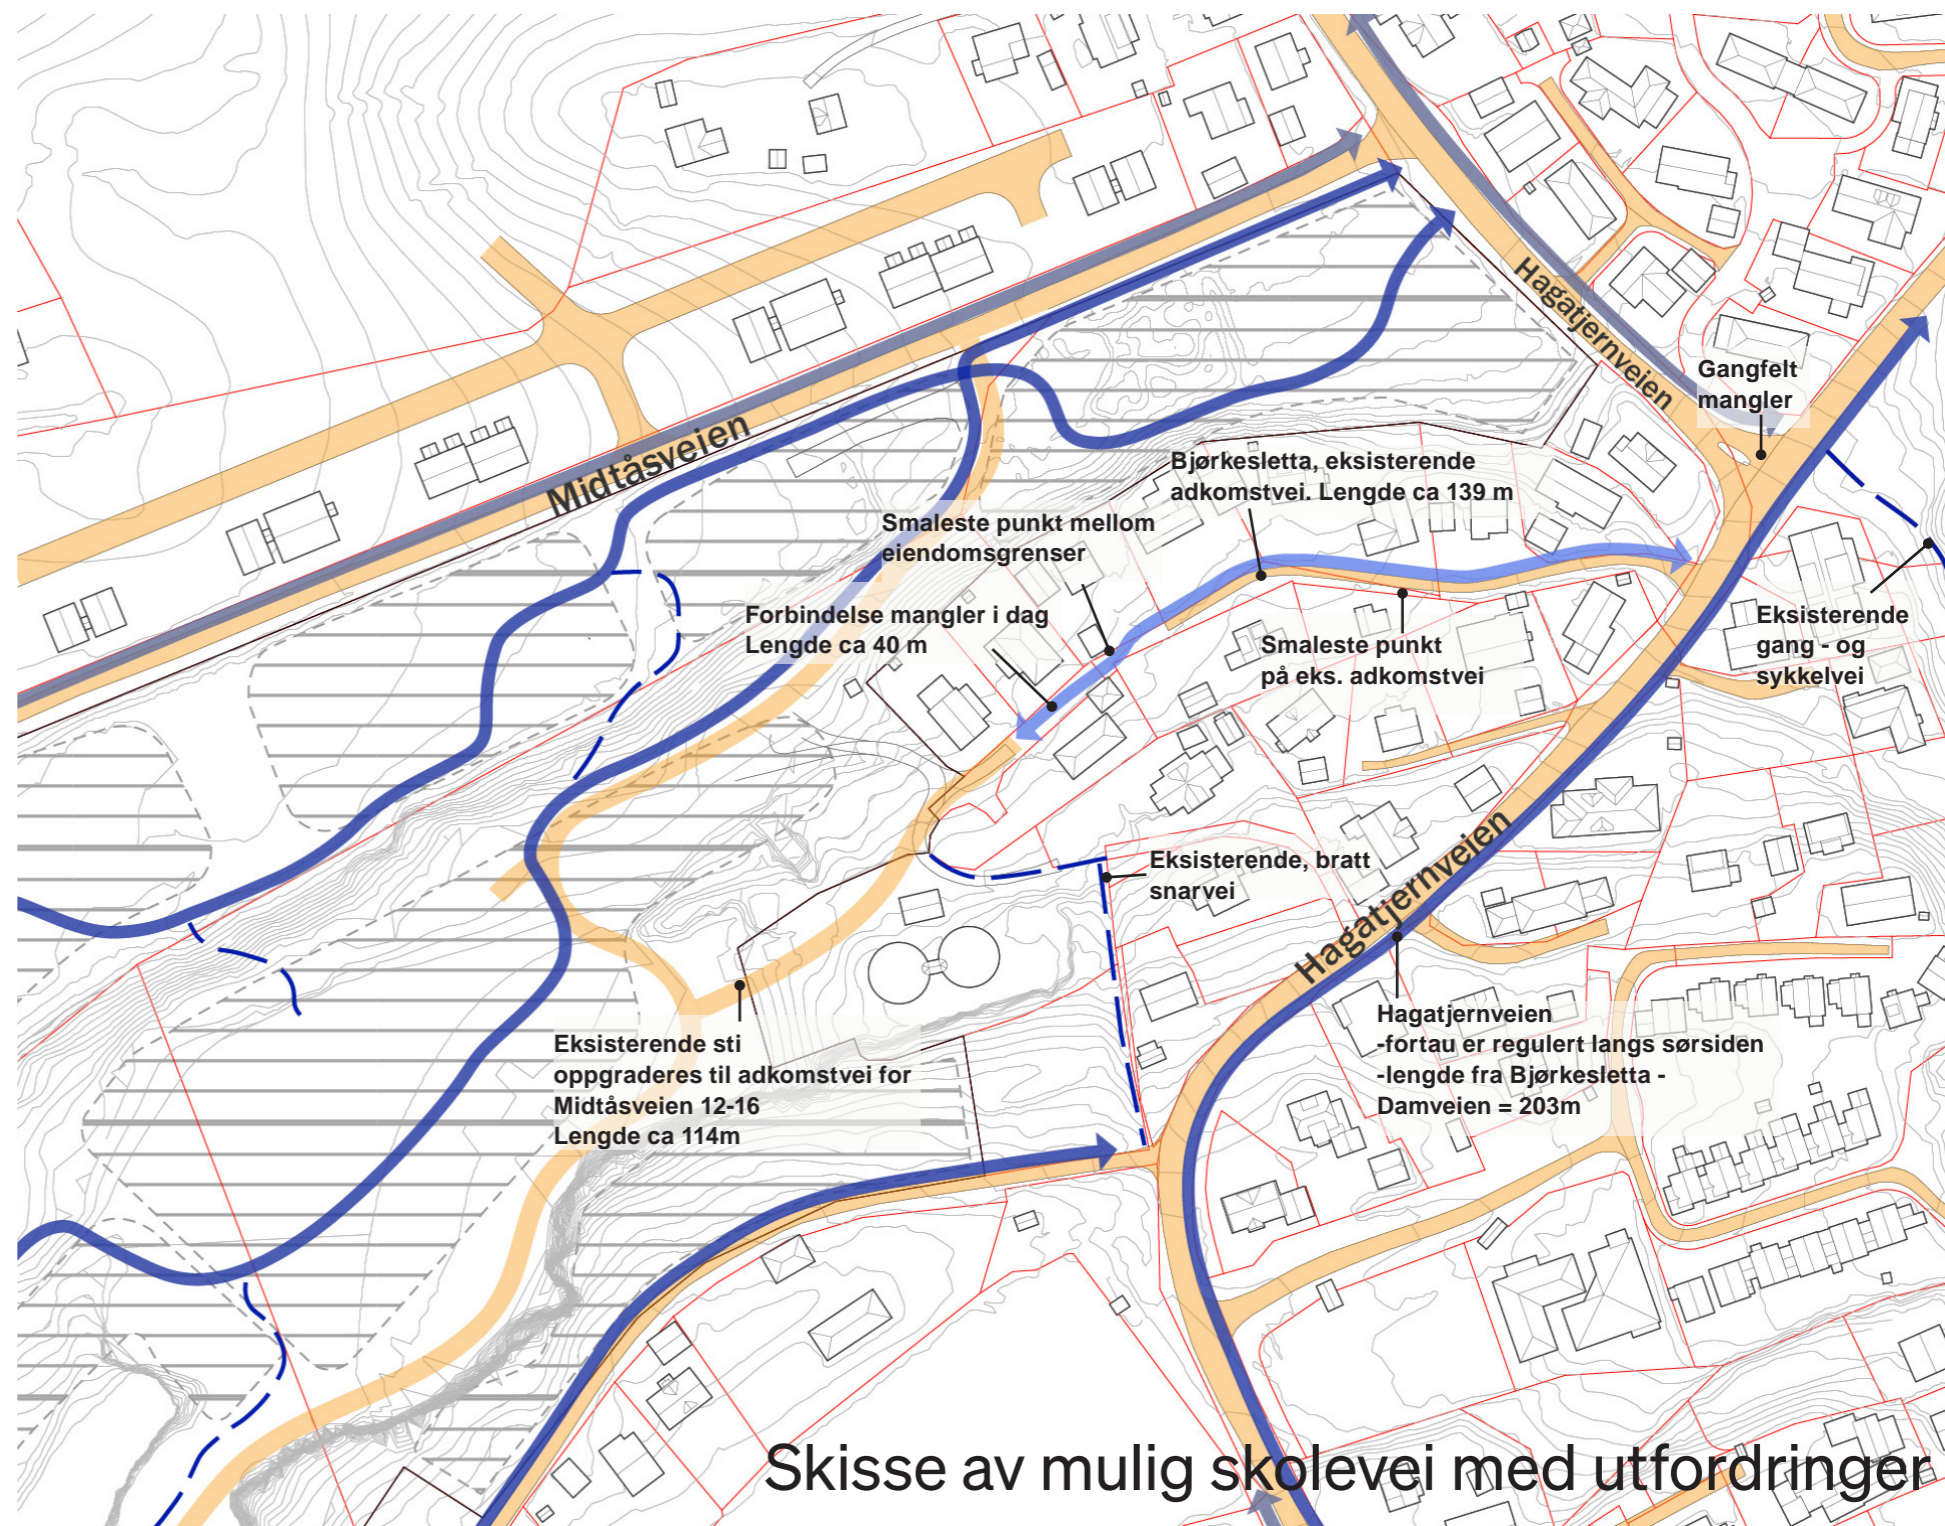 Hagatjernveien
Gangfelt
mangler
Midtåsveien
Bjørkesletta, eksisterende
adkomstvei. Lengde ca 139 m
Smaleste punkt mellom
eiendomsgrenser
Forbindelse mangler i dag
Lengde ca 40 m
Smaleste punkt
på eks. adkomstvei
Eksisterende
gang - og
sykkelvei
Eksisterende, bratt
snarvei
Hagatjernveien
Hagatjernveien
-fortau er regulert langs sørsiden
-lengde fra Bjørkesletta -
Damveien = 203m
Eksisterende sti
oppgraderes til adkomstvei for
Midtåsveien 12-16
Lengde ca 114m
Skisse av mulig skolevei med utfordringer